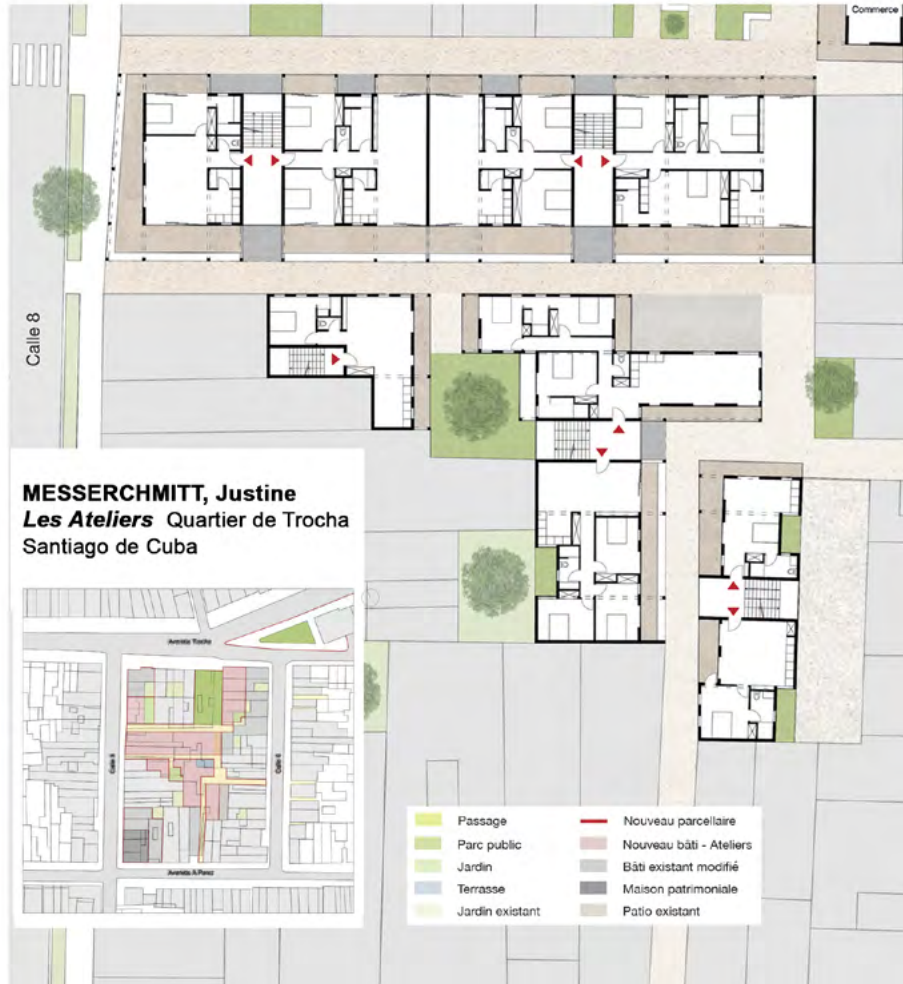 Commerce
Calle 8
MESSERCHMITT, Justine
Les Ateliers Quartier de Trocha
Santiago de Cuba
Avenida Trocha
Calle 8
Calle 6
Avenida A Perez
Passage
Parc public
Jardin
Terrasse
Jardin existant
Nouveau parcellaire
Nouveau bâti - Ateliers
Bâti existant modifié
Maison patrimoniale
Patio existant